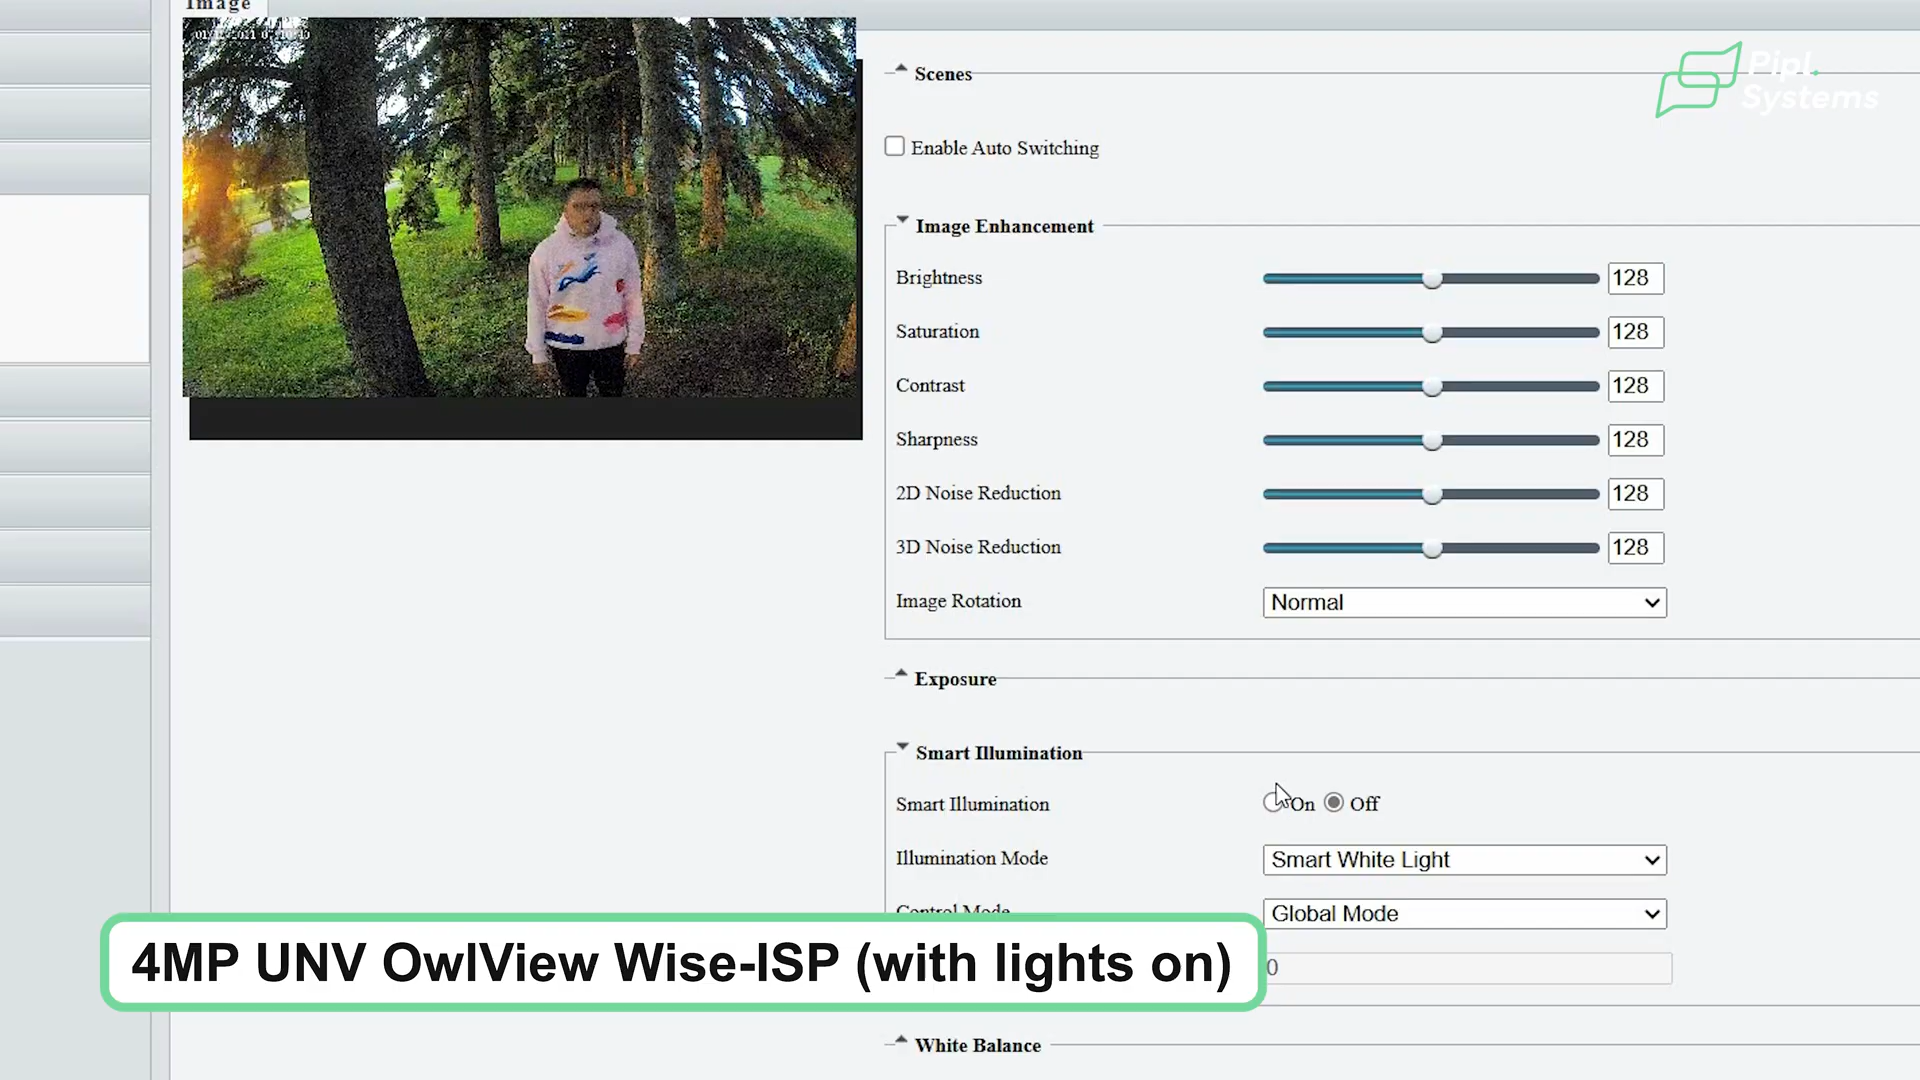 Image
Pipl.
Systems
Scenes
Enable Auto Switching
Image Enhancement
Brightness 128
Saturation 128
Contrast 128
Sharpness 128
2D Noise Reduction 128
3D Noise Reduction 128
Image Rotation Normal
Exposure
Smart Illumination
Smart Illumination On Off
Illumination Mode Smart White Light
Control Mode Global Mode
0
4MP UNV OwlView Wise-ISP (with lights on)
White Balance